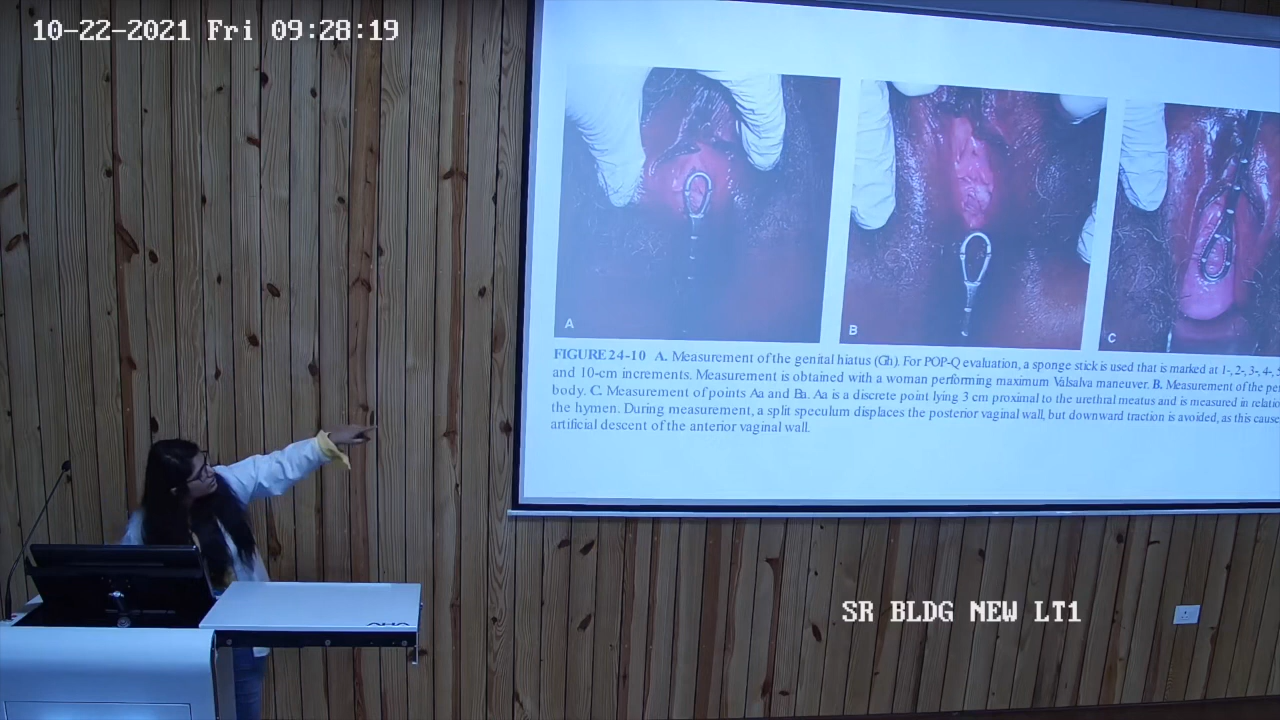 10-22-2021 Fri 09:28:19
A
B
C
FIGURE 24-10 A. Measurement of the genital hiatus (Gh). For POP-Q evaluation, a sponge stick is used that is marked at 1-, 2-, 3-, 4-, 5
and 10-cm increments. Measurement is obtained with a woman performing maximum Valsalva maneuver. B. Measurement of the pe
body. C. Measurement of points Aa and Ba. Aa is a discrete point lying 3 cm proximal to the urethral meatus and is measured in relatio
the hymen. During measurement, a split speculum displaces the posterior vaginal wall, but downward traction is avoided, as this cause
artificial descent of the anterior vaginal wall.
AHA
SR BLDG NEW LT1